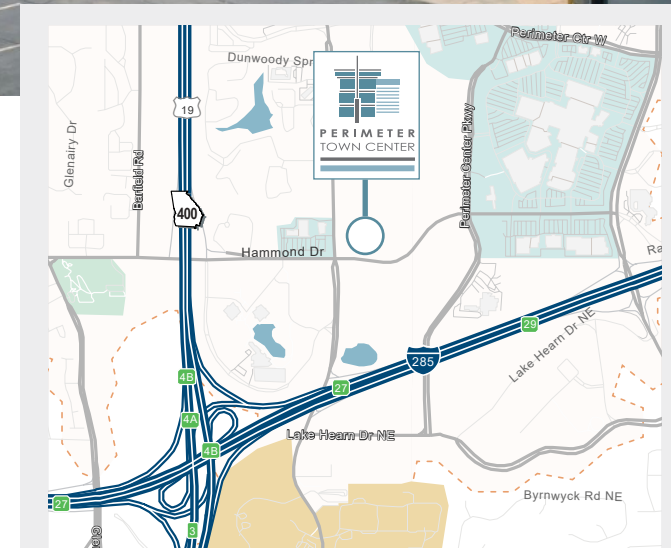 Perimeter Ctr W
Dunwoody Spr
19
Glenairy Dr
Barfield Rd
PERIMETER
TOWN CENTER
Perimeter Center Pkwy
400
Hammond Dr
Ra
29
285
Lake Hearn Dr NE
4B
27
4A
Lake Hearn Dr NE
4B
Byrnwyck Rd NE
27
3